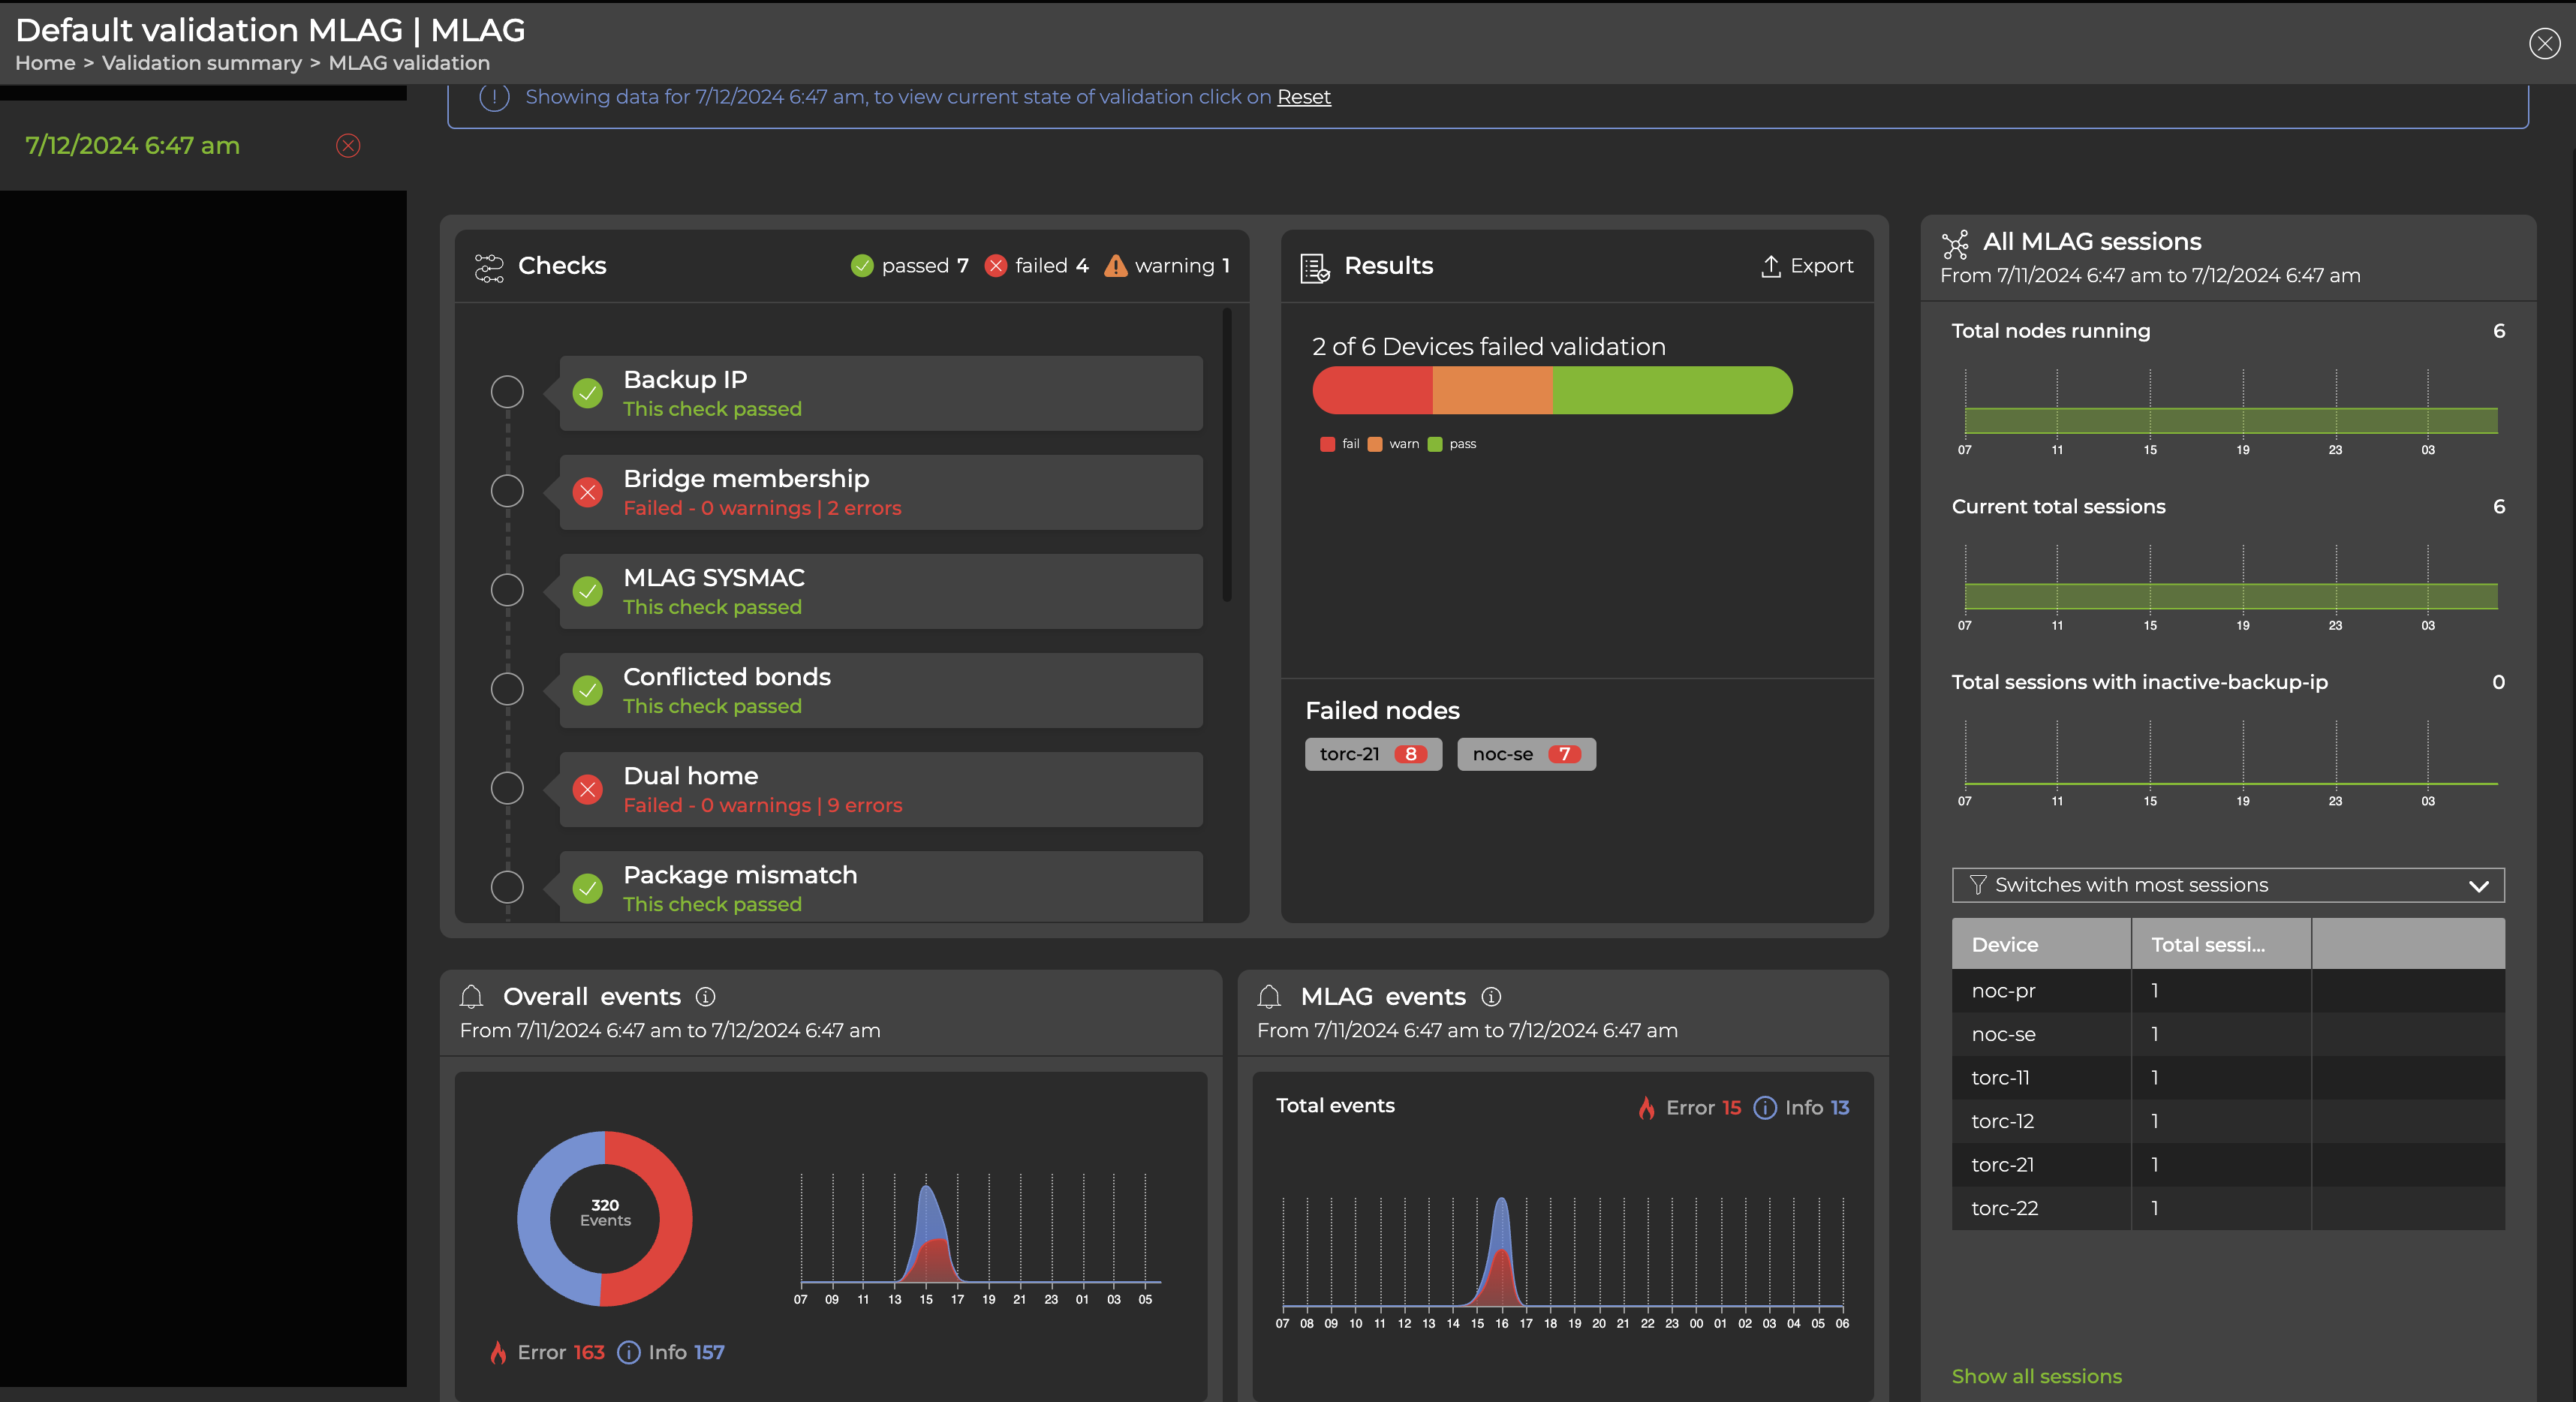 Default validation MLAG | MLAG
Home > Validation summary > MLAG validation
Showing data for 7/12/2024 6:47 am, to view current state of validation click on Reset
7/12/2024 6:47 am
Checks
passed 7 failed 4 warning 1
Backup IP
This check passed
Bridge membership
Failed - 0 warnings | 2 errors
MLAG SYSMAC
This check passed
Conflicted bonds
This check passed
Dual home
Failed - 0 warnings | 9 errors
Package mismatch
This check passed
Results
Export
2 of 6 Devices failed validation
fail warn pass
Failed nodes
torc-21 8 noc-se 7
Overall events
From 7/11/2024 6:47 am to 7/12/2024 6:47 am
320
Events
07 09 11 13 15 17 19 21 23 01 03 05
Error 163 Info 157
MLAG events
From 7/11/2024 6:47 am to 7/12/2024 6:47 am
Total events
Error 15 Info 13
07 08 09 10 11 12 13 14 15 16 17 18 19 20 21 22 23 00 01 02 03 04 05 06
All MLAG sessions
From 7/11/2024 6:47 am to 7/12/2024 6:47 am
Total nodes running 6
07 11 15 19 23 03
Current total sessions 6
07 11 15 19 23 03
Total sessions with inactive-backup-ip 0
07 11 15 19 23 03
Switches with most sessions
Device Total sessi...
noc-pr 1
noc-se 1
torc-11 1
torc-12 1
torc-21 1
torc-22 1
Show all sessions